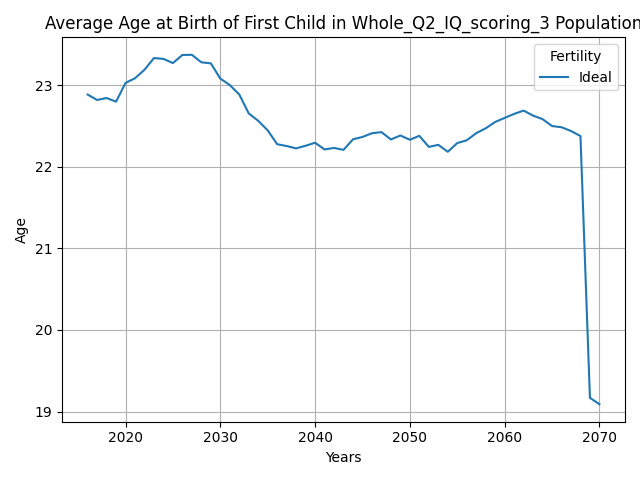 Average Age at Birth of First Child in Whole_Q2_IQ_scoring_3 Population
Fertility
Ideal
23
22
21
20
19
Age
2020 2030 2040 2050 2060 2070
Years